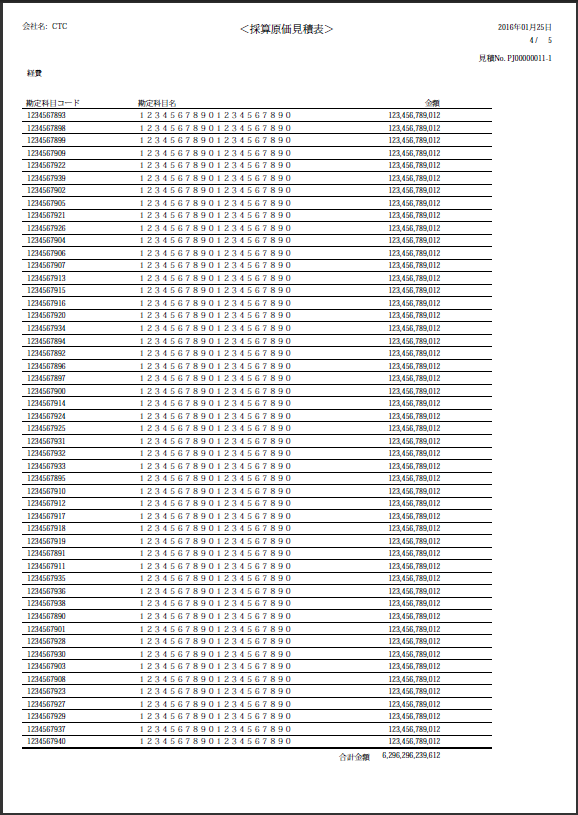 会社名: CTC ＜採算原価見積表＞ 2016年01月25日
4 / 5
見積No. PJ00000011-1
経費
勘定科目コード 勘定科目名 金額
1234567893 １２３４５６７８９０１２３４５６７８９０ 123,456,789,012
1234567898 １２３４５６７８９０１２３４５６７８９０ 123,456,789,012
1234567899 １２３４５６７８９０１２３４５６７８９０ 123,456,789,012
1234567909 １２３４５６７８９０１２３４５６７８９０ 123,456,789,012
1234567922 １２３４５６７８９０１２３４５６７８９０ 123,456,789,012
1234567939 １２３４５６７８９０１２３４５６７８９０ 123,456,789,012
1234567902 １２３４５６７８９０１２３４５６７８９０ 123,456,789,012
1234567905 １２３４５６７８９０１２３４５６７８９０ 123,456,789,012
1234567921 １２３４５６７８９０１２３４５６７８９０ 123,456,789,012
1234567926 １２３４５６７８９０１２３４５６７８９０ 123,456,789,012
1234567904 １２３４５６７８９０１２３４５６７８９０ 123,456,789,012
1234567906 １２３４５６７８９０１２３４５６７８９０ 123,456,789,012
1234567907 １２３４５６７８９０１２３４５６７８９０ 123,456,789,012
1234567913 １２３４５６７８９０１２３４５６７８９０ 123,456,789,012
1234567915 １２３４５６７８９０１２３４５６７８９０ 123,456,789,012
1234567916 １２３４５６７８９０１２３４５６７８９０ 123,456,789,012
1234567920 １２３４５６７８９０１２３４５６７８９０ 123,456,789,012
1234567934 １２３４５６７８９０１２３４５６７８９０ 123,456,789,012
1234567894 １２３４５６７８９０１２３４５６７８９０ 123,456,789,012
1234567892 １２３４５６７８９０１２３４５６７８９０ 123,456,789,012
1234567896 １２３４５６７８９０１２３４５６７８９０ 123,456,789,012
1234567897 １２３４５６７８９０１２３４５６７８９０ 123,456,789,012
1234567900 １２３４５６７８９０１２３４５６７８９０ 123,456,789,012
1234567914 １２３４５６７８９０１２３４５６７８９０ 123,456,789,012
1234567924 １２３４５６７８９０１２３４５６７８９０ 123,456,789,012
1234567925 １２３４５６７８９０１２３４５６７８９０ 123,456,789,012
1234567931 １２３４５６７８９０１２３４５６７８９０ 123,456,789,012
1234567932 １２３４５６７８９０１２３４５６７８９０ 123,456,789,012
1234567933 １２３４５６７８９０１２３４５６７８９０ 123,456,789,012
1234567895 １２３４５６７８９０１２３４５６７８９０ 123,456,789,012
1234567910 １２３４５６７８９０１２３４５６７８９０ 123,456,789,012
1234567912 １２３４５６７８９０１２３４５６７８９０ 123,456,789,012
1234567917 １２３４５６７８９０１２３４５６７８９０ 123,456,789,012
1234567918 １２３４５６７８９０１２３４５６７８９０ 123,456,789,012
1234567919 １２３４５６７８９０１２３４５６７８９０ 123,456,789,012
1234567891 １２３４５６７８９０１２３４５６７８９０ 123,456,789,012
1234567911 １２３４５６７８９０１２３４５６７８９０ 123,456,789,012
1234567935 １２３４５６７８９０１２３４５６７８９０ 123,456,789,012
1234567936 １２３４５６７８９０１２３４５６７８９０ 123,456,789,012
1234567938 １２３４５６７８９０１２３４５６７８９０ 123,456,789,012
1234567890 １２３４５６７８９０１２３４５６７８９０ 123,456,789,012
1234567901 １２３４５６７８９０１２３４５６７８９０ 123,456,789,012
1234567928 １２３４５６７８９０１２３４５６７８９０ 123,456,789,012
1234567930 １２３４５６７８９０１２３４５６７８９０ 123,456,789,012
1234567903 １２３４５６７８９０１２３４５６７８９０ 123,456,789,012
1234567908 １２３４５６７８９０１２３４５６７８９０ 123,456,789,012
1234567923 １２３４５６７８９０１２３４５６７８９０ 123,456,789,012
1234567927 １２３４５６７８９０１２３４５６７８９０ 123,456,789,012
1234567929 １２３４５６７８９０１２３４５６７８９０ 123,456,789,012
1234567937 １２３４５６７８９０１２３４５６７８９０ 123,456,789,012
1234567940 １２３４５６７８９０１２３４５６７８９０ 123,456,789,012
合計金額 6,296,296,239,612